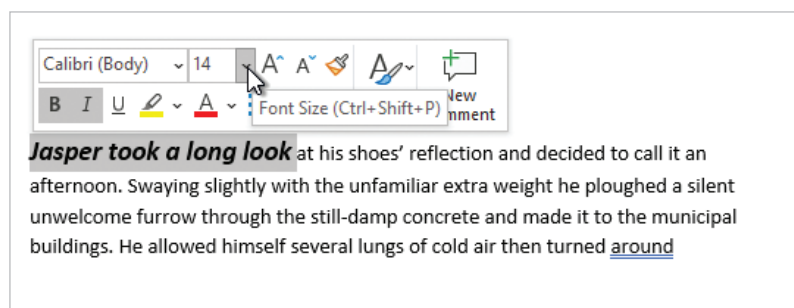 Calibri (Body) 14 A A A
B I U A
Font Size (Ctrl+Shift+P)
Jasper took a long look at his shoes’ reflection and decided to call it an
afternoon. Swaying slightly with the unfamiliar extra weight he ploughed a silent
unwelcome furrow through the still-damp concrete and made it to the municipal
buildings. He allowed himself several lungs of cold air then turned around